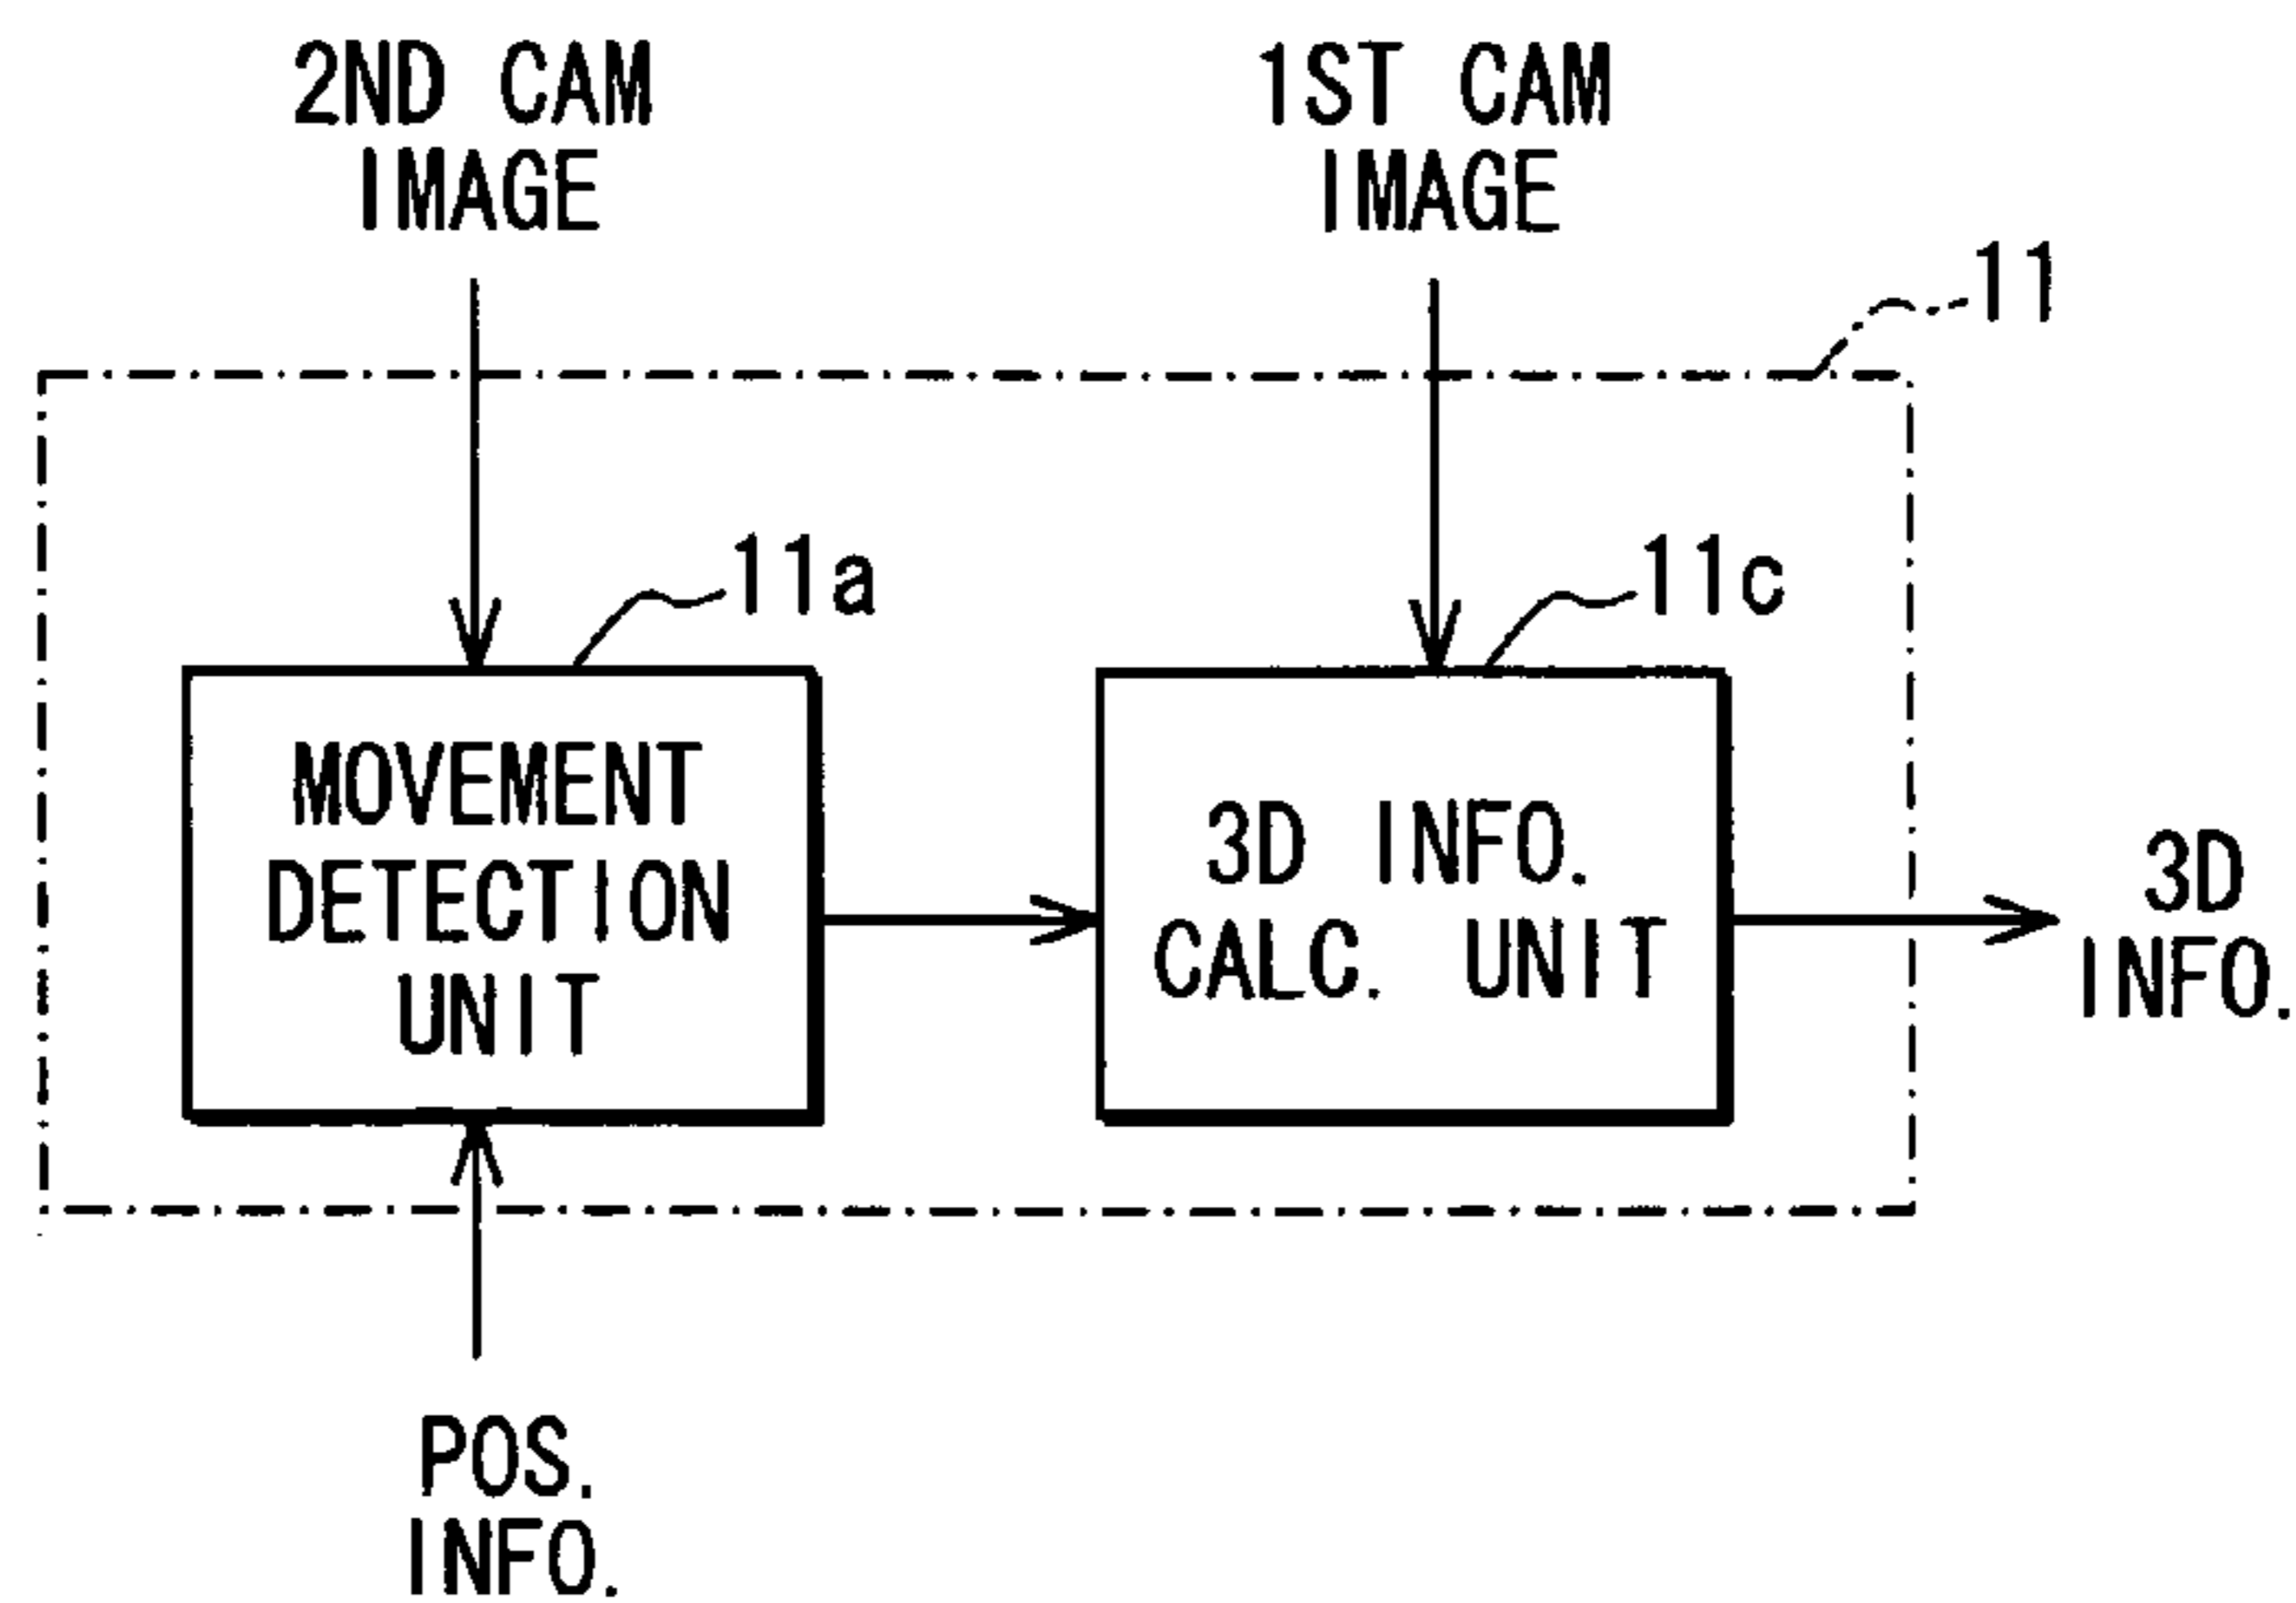 2ND CAM
IMAGE
1ST CAM
IMAGE
11
11a
11c
MOVEMENT
DETECTION
UNIT
3D INFO.
CALC. UNIT
3D
INFO.
POS.
INFO.